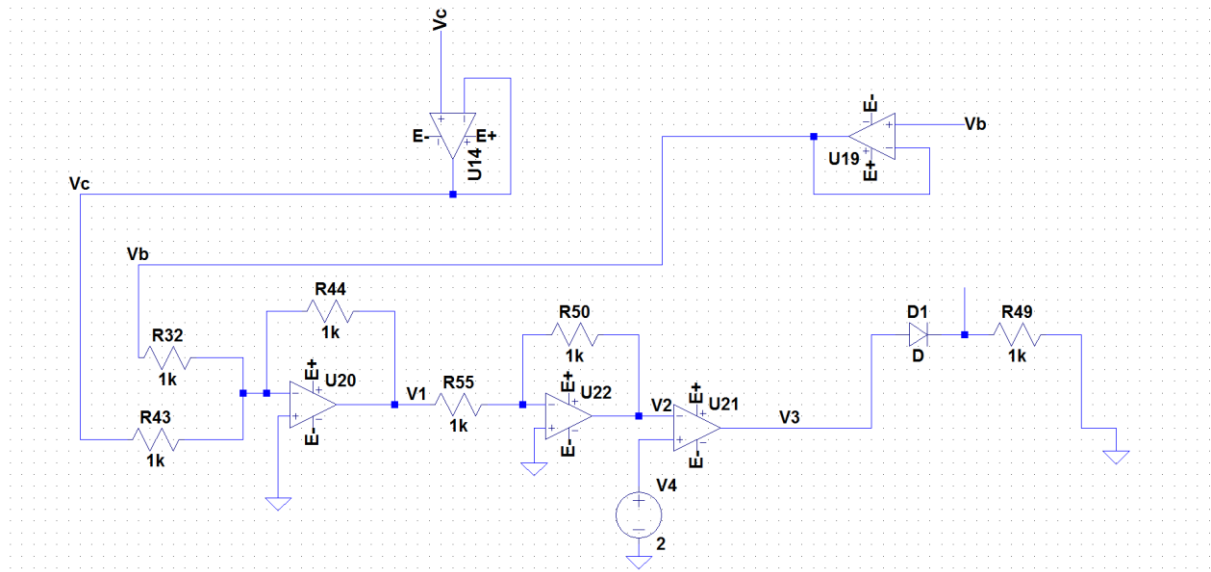 Vc
E-
E+
U14
E-
Vb
U19
E+
Vc
Vb
R44
1k
R50
1k
D1
D
R49
1k
R32
1k
E+
U20
E-
V1
R55
1k
E+
U22
E-
V2
E+
U21
E-
V3
R43
1k
V4
2